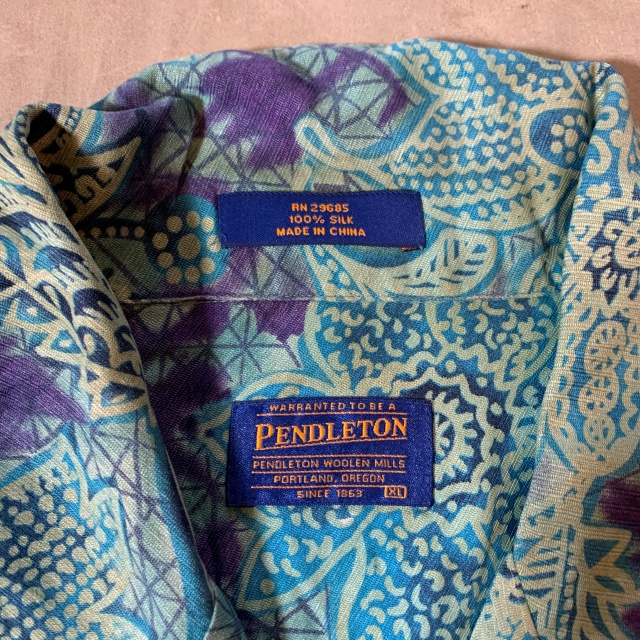 RN 29685
100% SILK
MADE IN CHINA
WARRANTED TO BE A
PENDLETON
PENDLETON WOOLEN MILLS
PORTLAND, OREGON
SINCE 1863 XL